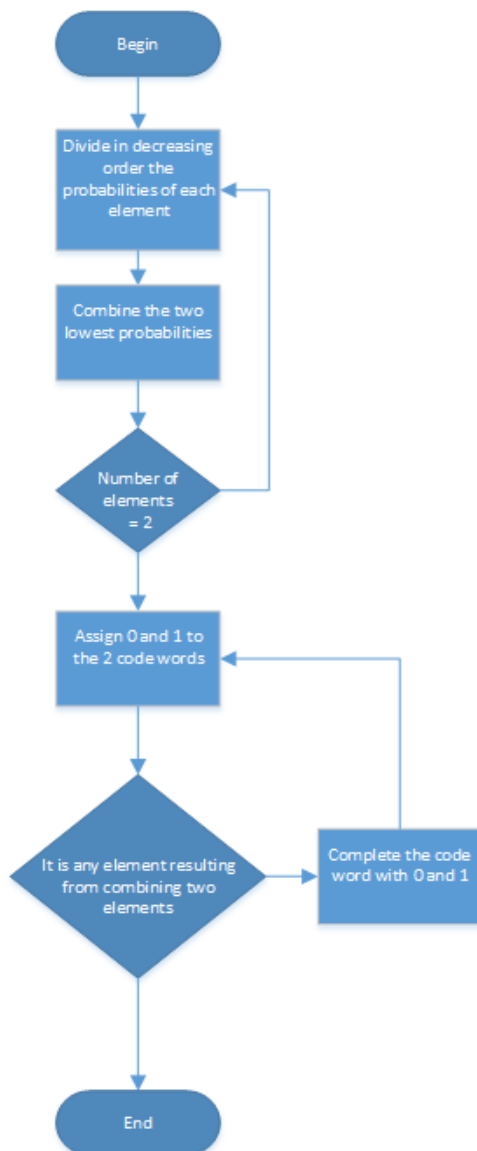 Begin
Divide in decreasing
order the
probabilities of each
element
Combine the two
lowest probabilities
Number of
elements
= 2
Assign 0 and 1 to
the 2 code words
It is any element resulting
from combining two
elements
Complete the code
word with 0 and 1
End